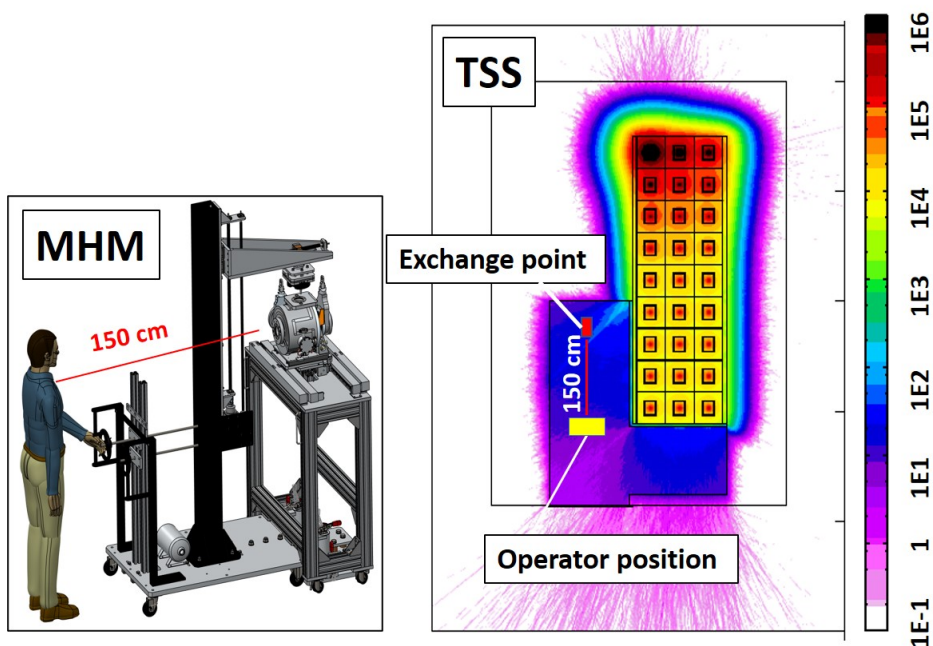 MHM
150 cm
TSS
Exchange point
150 cm
Operator position
1E6
1E5
1E4
1E3
1E2
1E1
1
1E-1